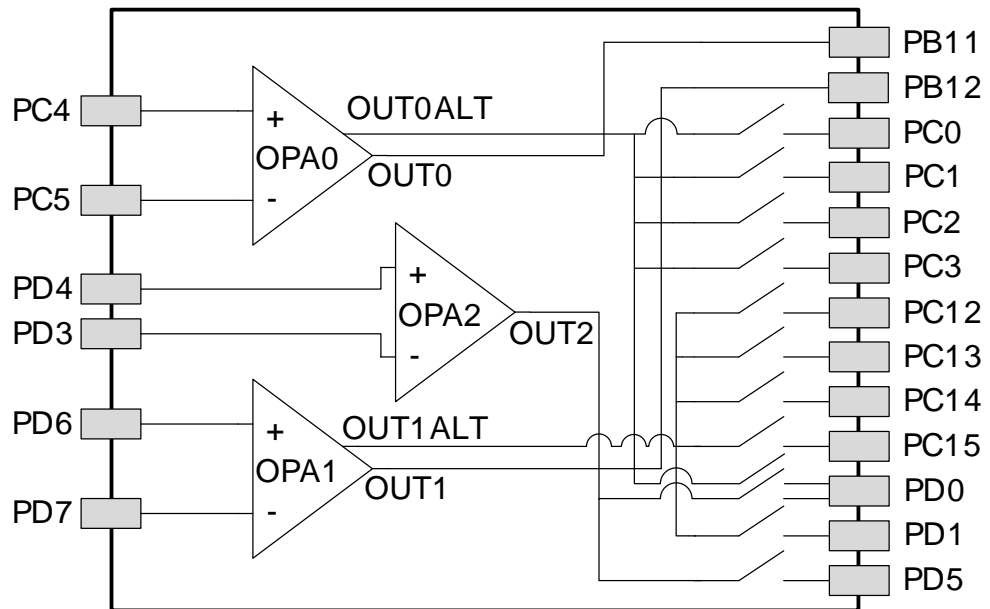 PB11
PC4
PB12
+
OUT0ALT
OPA0
PC0
OUT0
PC1
PC5
-
PC2
PD4
+
PC3
OPA2
PC12
PD3
OUT2
-
PC13
PD6
+
OUT1ALT
PC14
OPA1
PC15
OUT1
PD0
PD7
-
PD1
PD5